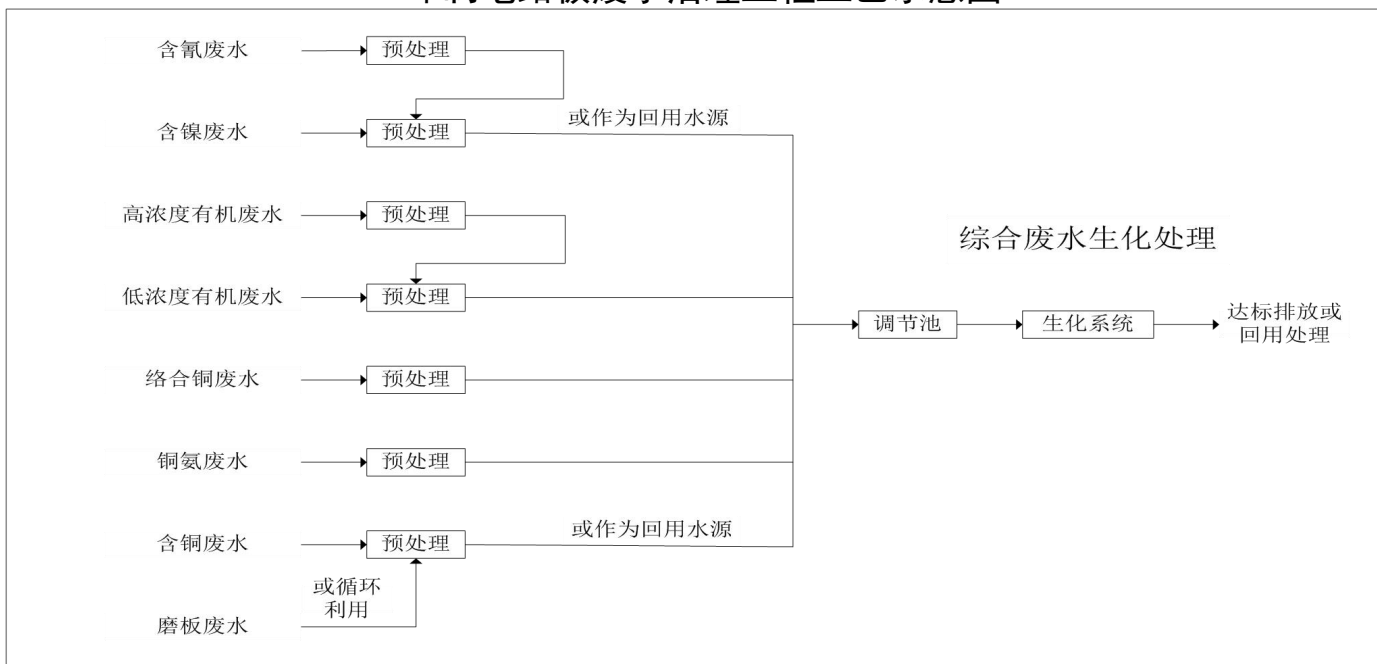 含氰废水
预处理
含镍废水
预处理
或作为回用水源
高浓度有机废水
预处理
综合废水生化处理
低浓度有机废水
预处理
调节池
生化系统
达标排放或
回用处理
络合铜废水
预处理
铜氨废水
预处理
含铜废水
预处理
或作为回用水源
或循环
利用
磨板废水